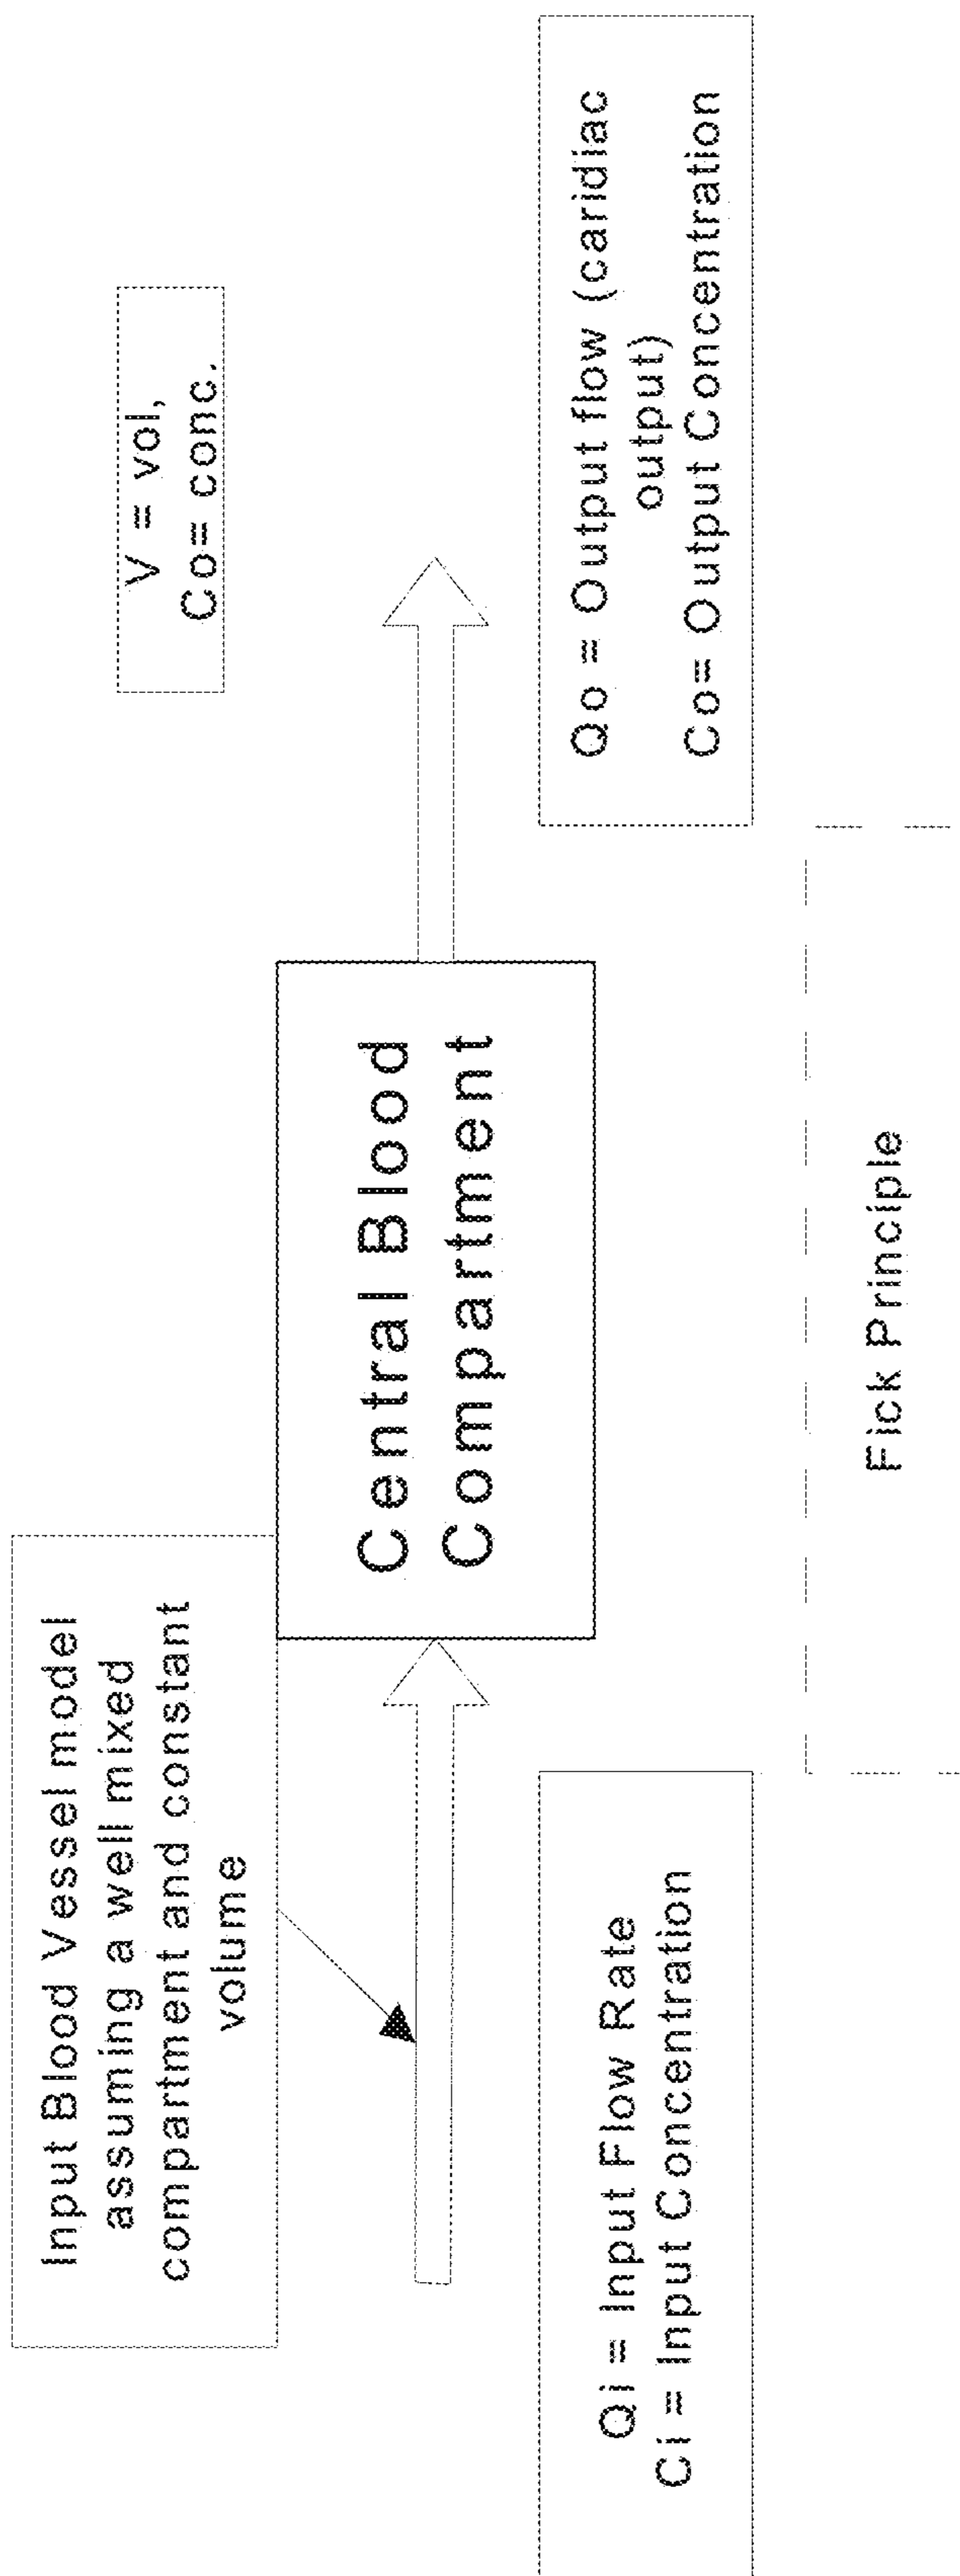 Input Blood Vessel model
assuming a well mixed
compartment and constant
volume
V = vol,
Co= conc.
Central Blood
Compartment
Qi = Input Flow Rate
Ci = Input Concentration
Qo = Output flow (caridiac
output)
Co= Output Concentration
Fick Principle